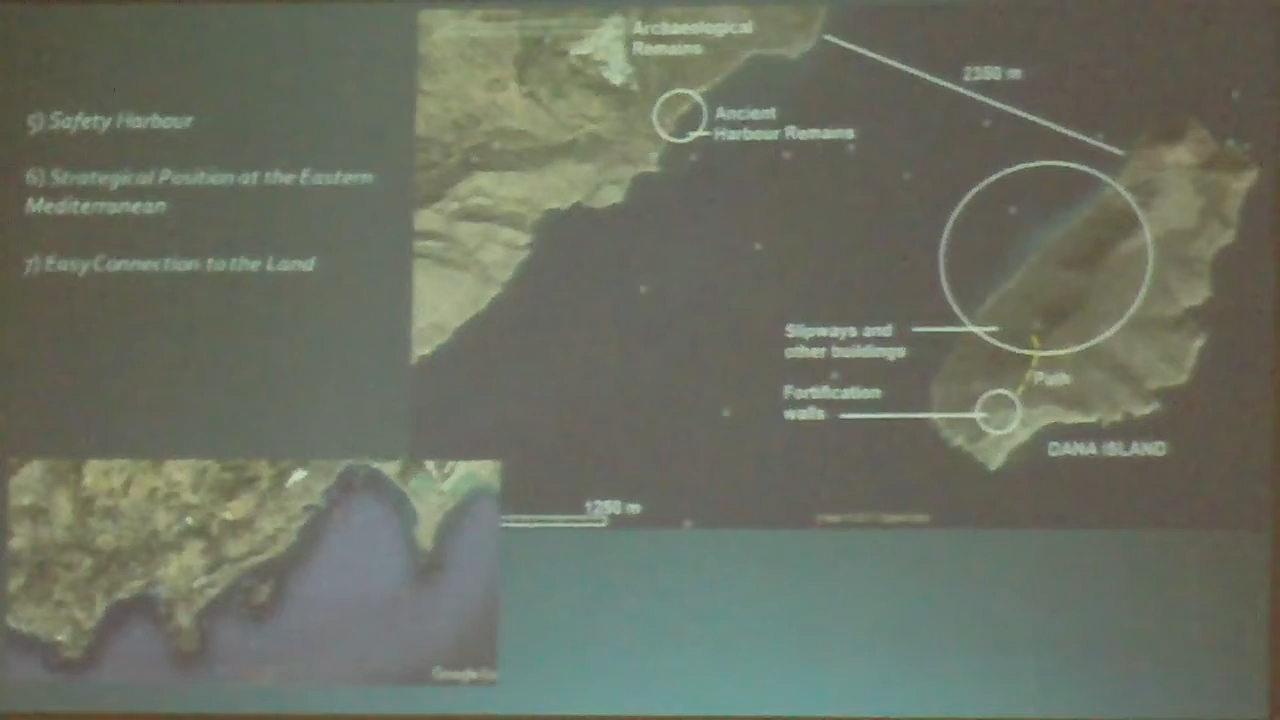 5) Safety Harbour
6) Strategical Position at the Eastern
Mediterranean
7) Easy Connection to the Land
Archaeological
Remains
Ancient
Harbour Remains
2350 m
Slipways and
other buildings
Fortification
walls
Path
DANA ISLAND
1250 m
Google